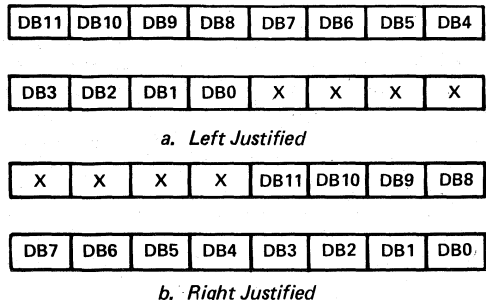 DB11 DB10 DB9 DB8 DB7 DB6 DB5 DB4
DB3 DB2 DB1 DB0 X X X X
a. Left Justified
X X X X DB11 DB10 DB9 DB8
DB7 DB6 DB5 DB4 DB3 DB2 DB1 DB0
b. Right Justified